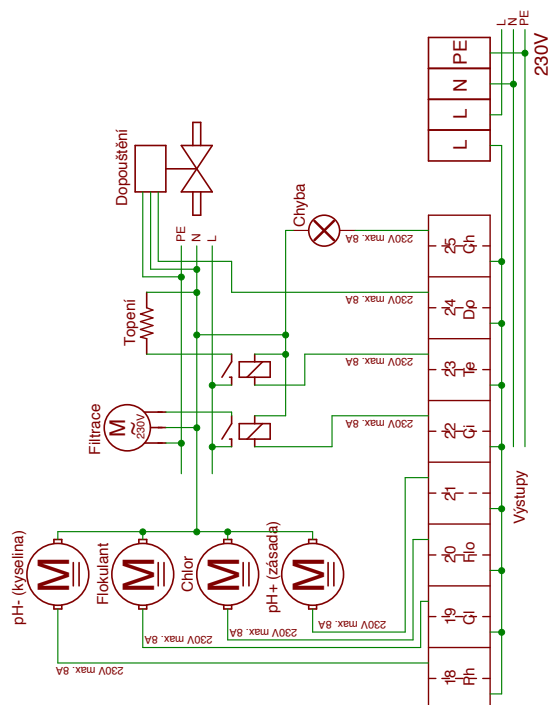 L
N
PE
230V
PE
N
L
L
Dopouštění
PE
N
L
Chyba
230V max. 8A
25
Ch
Topení
230V max. 8A
24
Do
230V max. 8A
23
Te
Filtrace
M
~
230V
230V max. 8A
22
Ci
21
Výstupy
pH- (kyselina)
M
Flokulant
M
Chlor
M
pH+ (zásada)
M
230V max 8A
20
Flo
230V max 8A
19
Cl
230V max. 8A
230V max. 8A
18
Ph